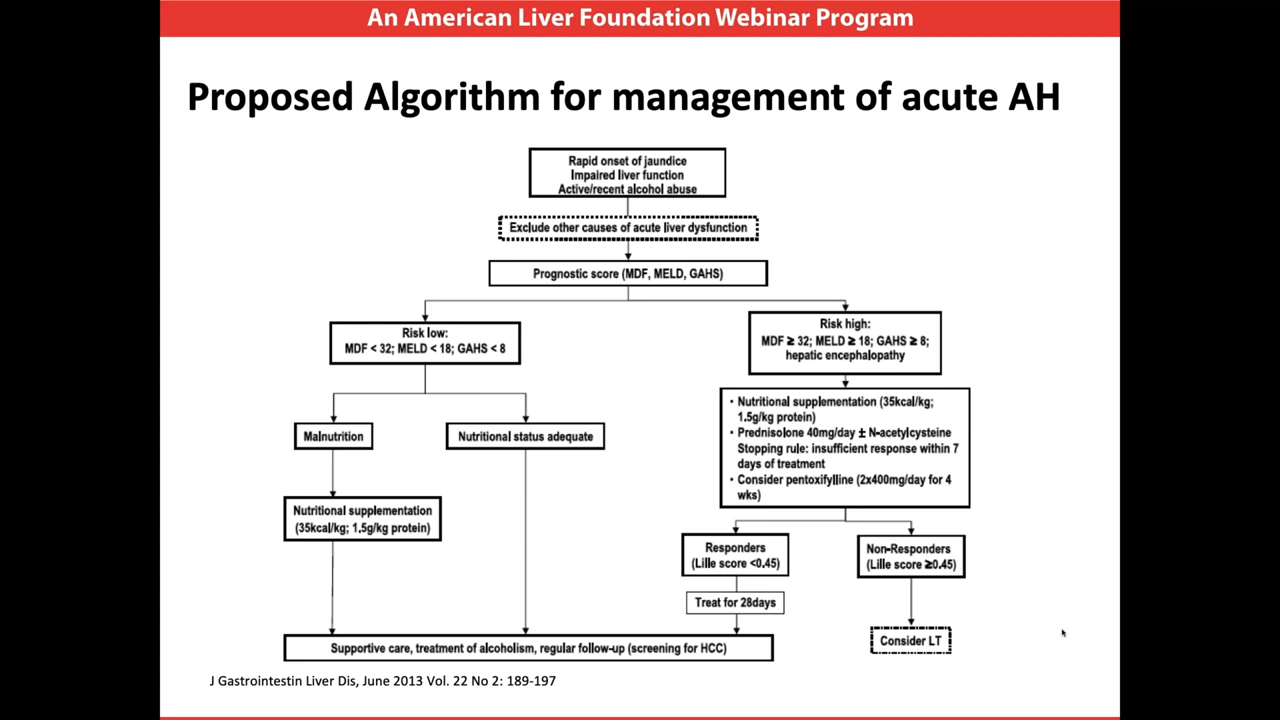 An American Liver Foundation Webinar Program
Proposed Algorithm for management of acute AH
Rapid onset of jaundice
Impaired liver function
Active/recent alcohol abuse
Exclude other causes of acute liver dysfunction
Prognostic score (MDF, MELD, GAHS)
Risk low:
MDF < 32; MELD < 18; GAHS < 8
Risk high:
MDF ≥ 32; MELD ≥ 18; GAHS ≥ 8;
hepatic encephalopathy
Malnutrition
Nutritional status adequate
• Nutritional supplementation (35kcal/kg;
1.5g/kg protein)
• Prednisolone 40mg/day ± N-acetylcysteine
Stopping rule: insufficient response within 7
days of treatment
• Consider pentoxifylline (2x400mg/day for 4
wks)
Nutritional supplementation
(35kcal/kg; 1.5g/kg protein)
Responders
(Lille score <0.45)
Non-Responders
(Lille score ≥0.45)
Treat for 28days
Consider LT
Supportive care, treatment of alcoholism, regular follow-up (screening for HCC)
J Gastrointestin Liver Dis, June 2013 Vol. 22 No 2: 189-197